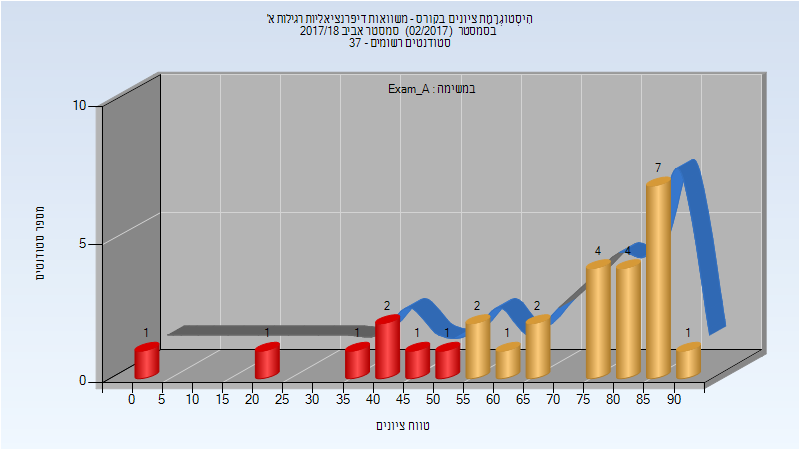 היסטוגרמת ציונים בקורס - משוואות דיפרנציאליות רגילות א'
בסמסטר (02/2017) סמסטר אביב 2017/18
סטודנטים רשומים - 37
במשימה : Exam_A
מספר סטודנטים
10
5
0
1
1
1
2
1
1
2
1
2
4
4
7
1
0 5 10 15 20 25 30 35 40 45 50 55 60 65 70 75 80 85 90
טווח ציונים